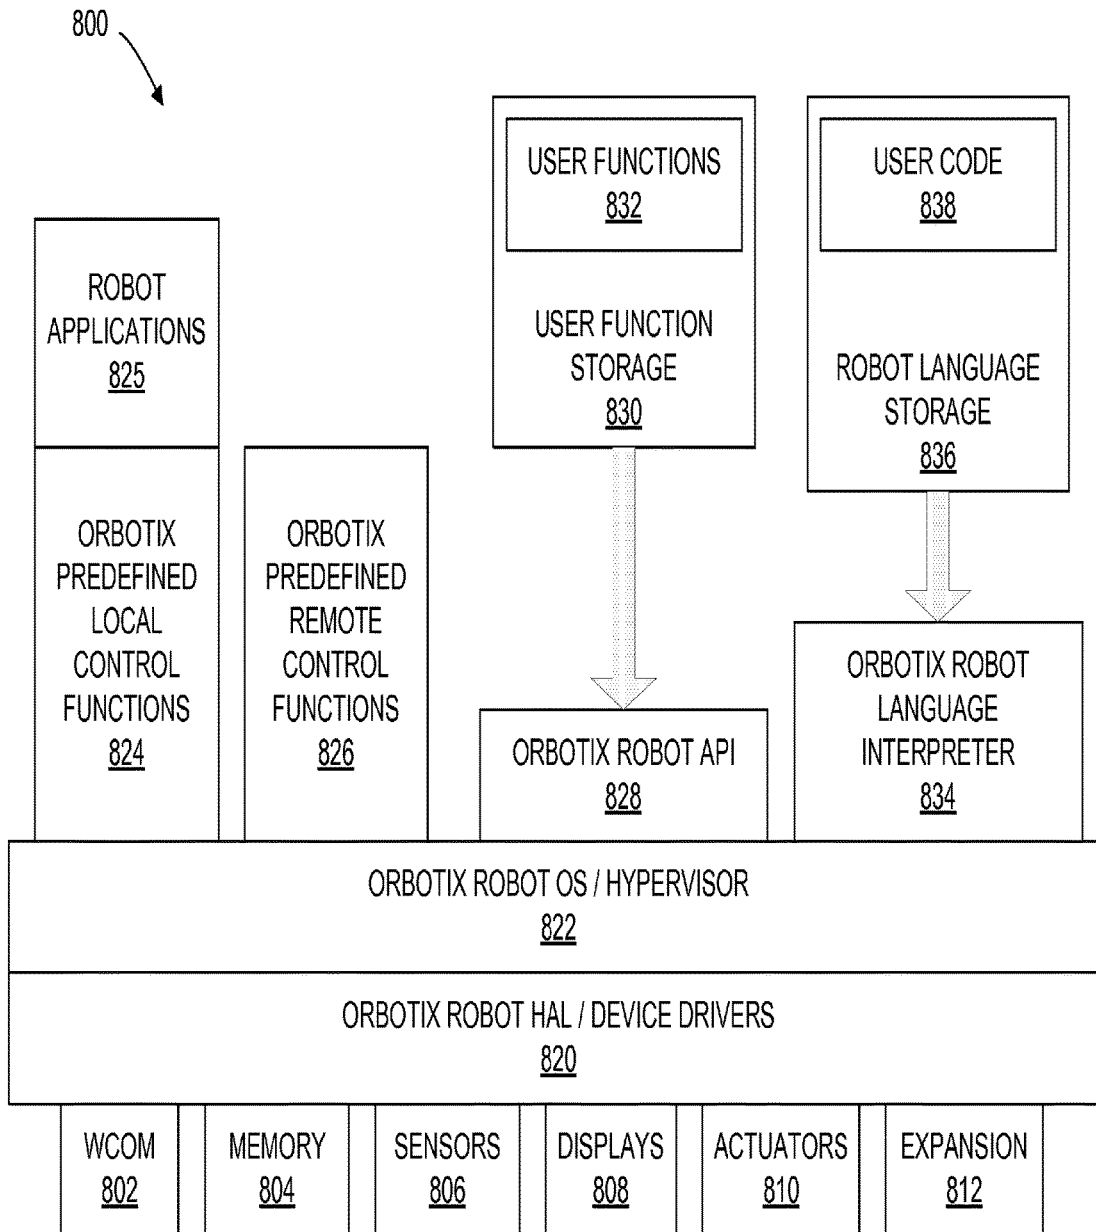 800
USER FUNCTIONS
832
USER FUNCTION
STORAGE
830
USER CODE
838
ROBOT LANGUAGE
STORAGE
836
ROBOT
APPLICATIONS
825
ORBOTIX
PREDEFINED
LOCAL
CONTROL
FUNCTIONS
824
ORBOTIX
PREDEFINED
REMOTE
CONTROL
FUNCTIONS
826
ORBOTIX ROBOT API
828
ORBOTIX ROBOT
LANGUAGE
INTERPRETER
834
ORBOTIX ROBOT OS / HYPERVISOR
822
ORBOTIX ROBOT HAL / DEVICE DRIVERS
820
WCOM
802
MEMORY
804
SENSORS
806
DISPLAYS
808
ACTUATORS
810
EXPANSION
812